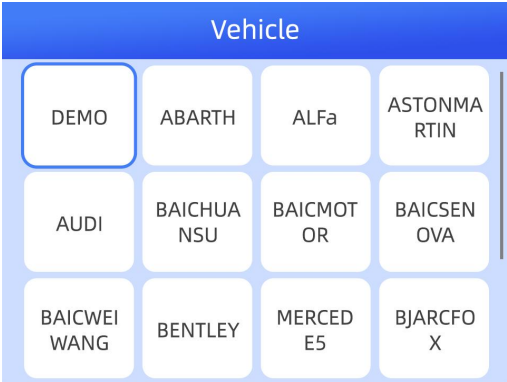 Vehicle
DEMO
ABARTH
ALFa
ASTONMA
RTIN
AUDI
BAICHUA
NSU
BAICMOT
OR
BAICSEN
OVA
BAICWEI
WANG
BENTLEY
MERCED
E5
BJARCFO
X